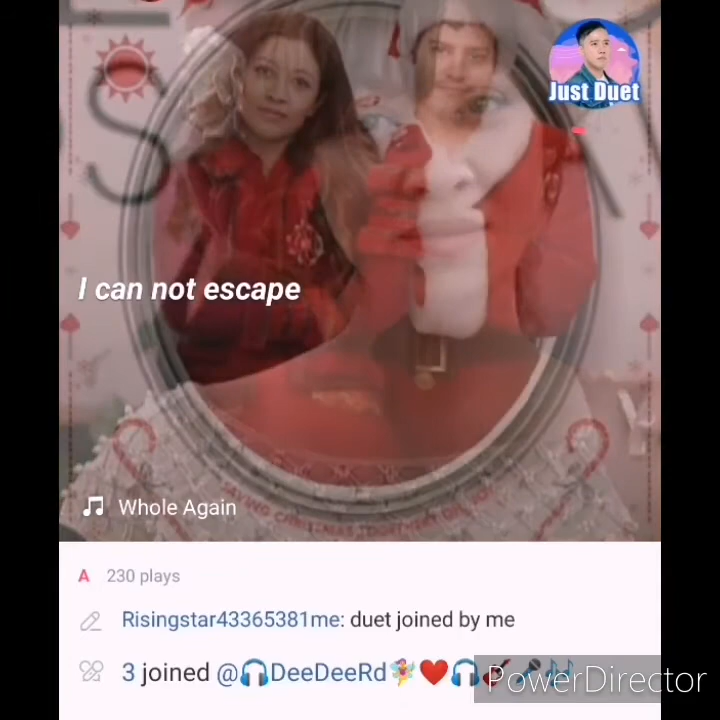 Just Duet
I can not escape
Whole Again
A 230 plays
Risingstar43365381me: duet joined by me
3 joined @🎧DeeDeeRd🧚❤️🎧🎸🎤🎶
PowerDirector